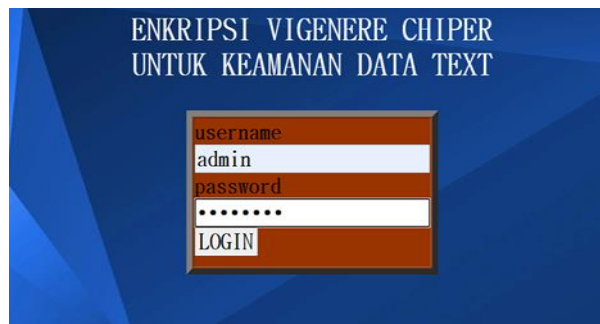 ENKRIPSI VIGENERE CHIPER
UNTUK KEAMANAN DATA TEXT
username
admin
password
••••••••
LOGIN